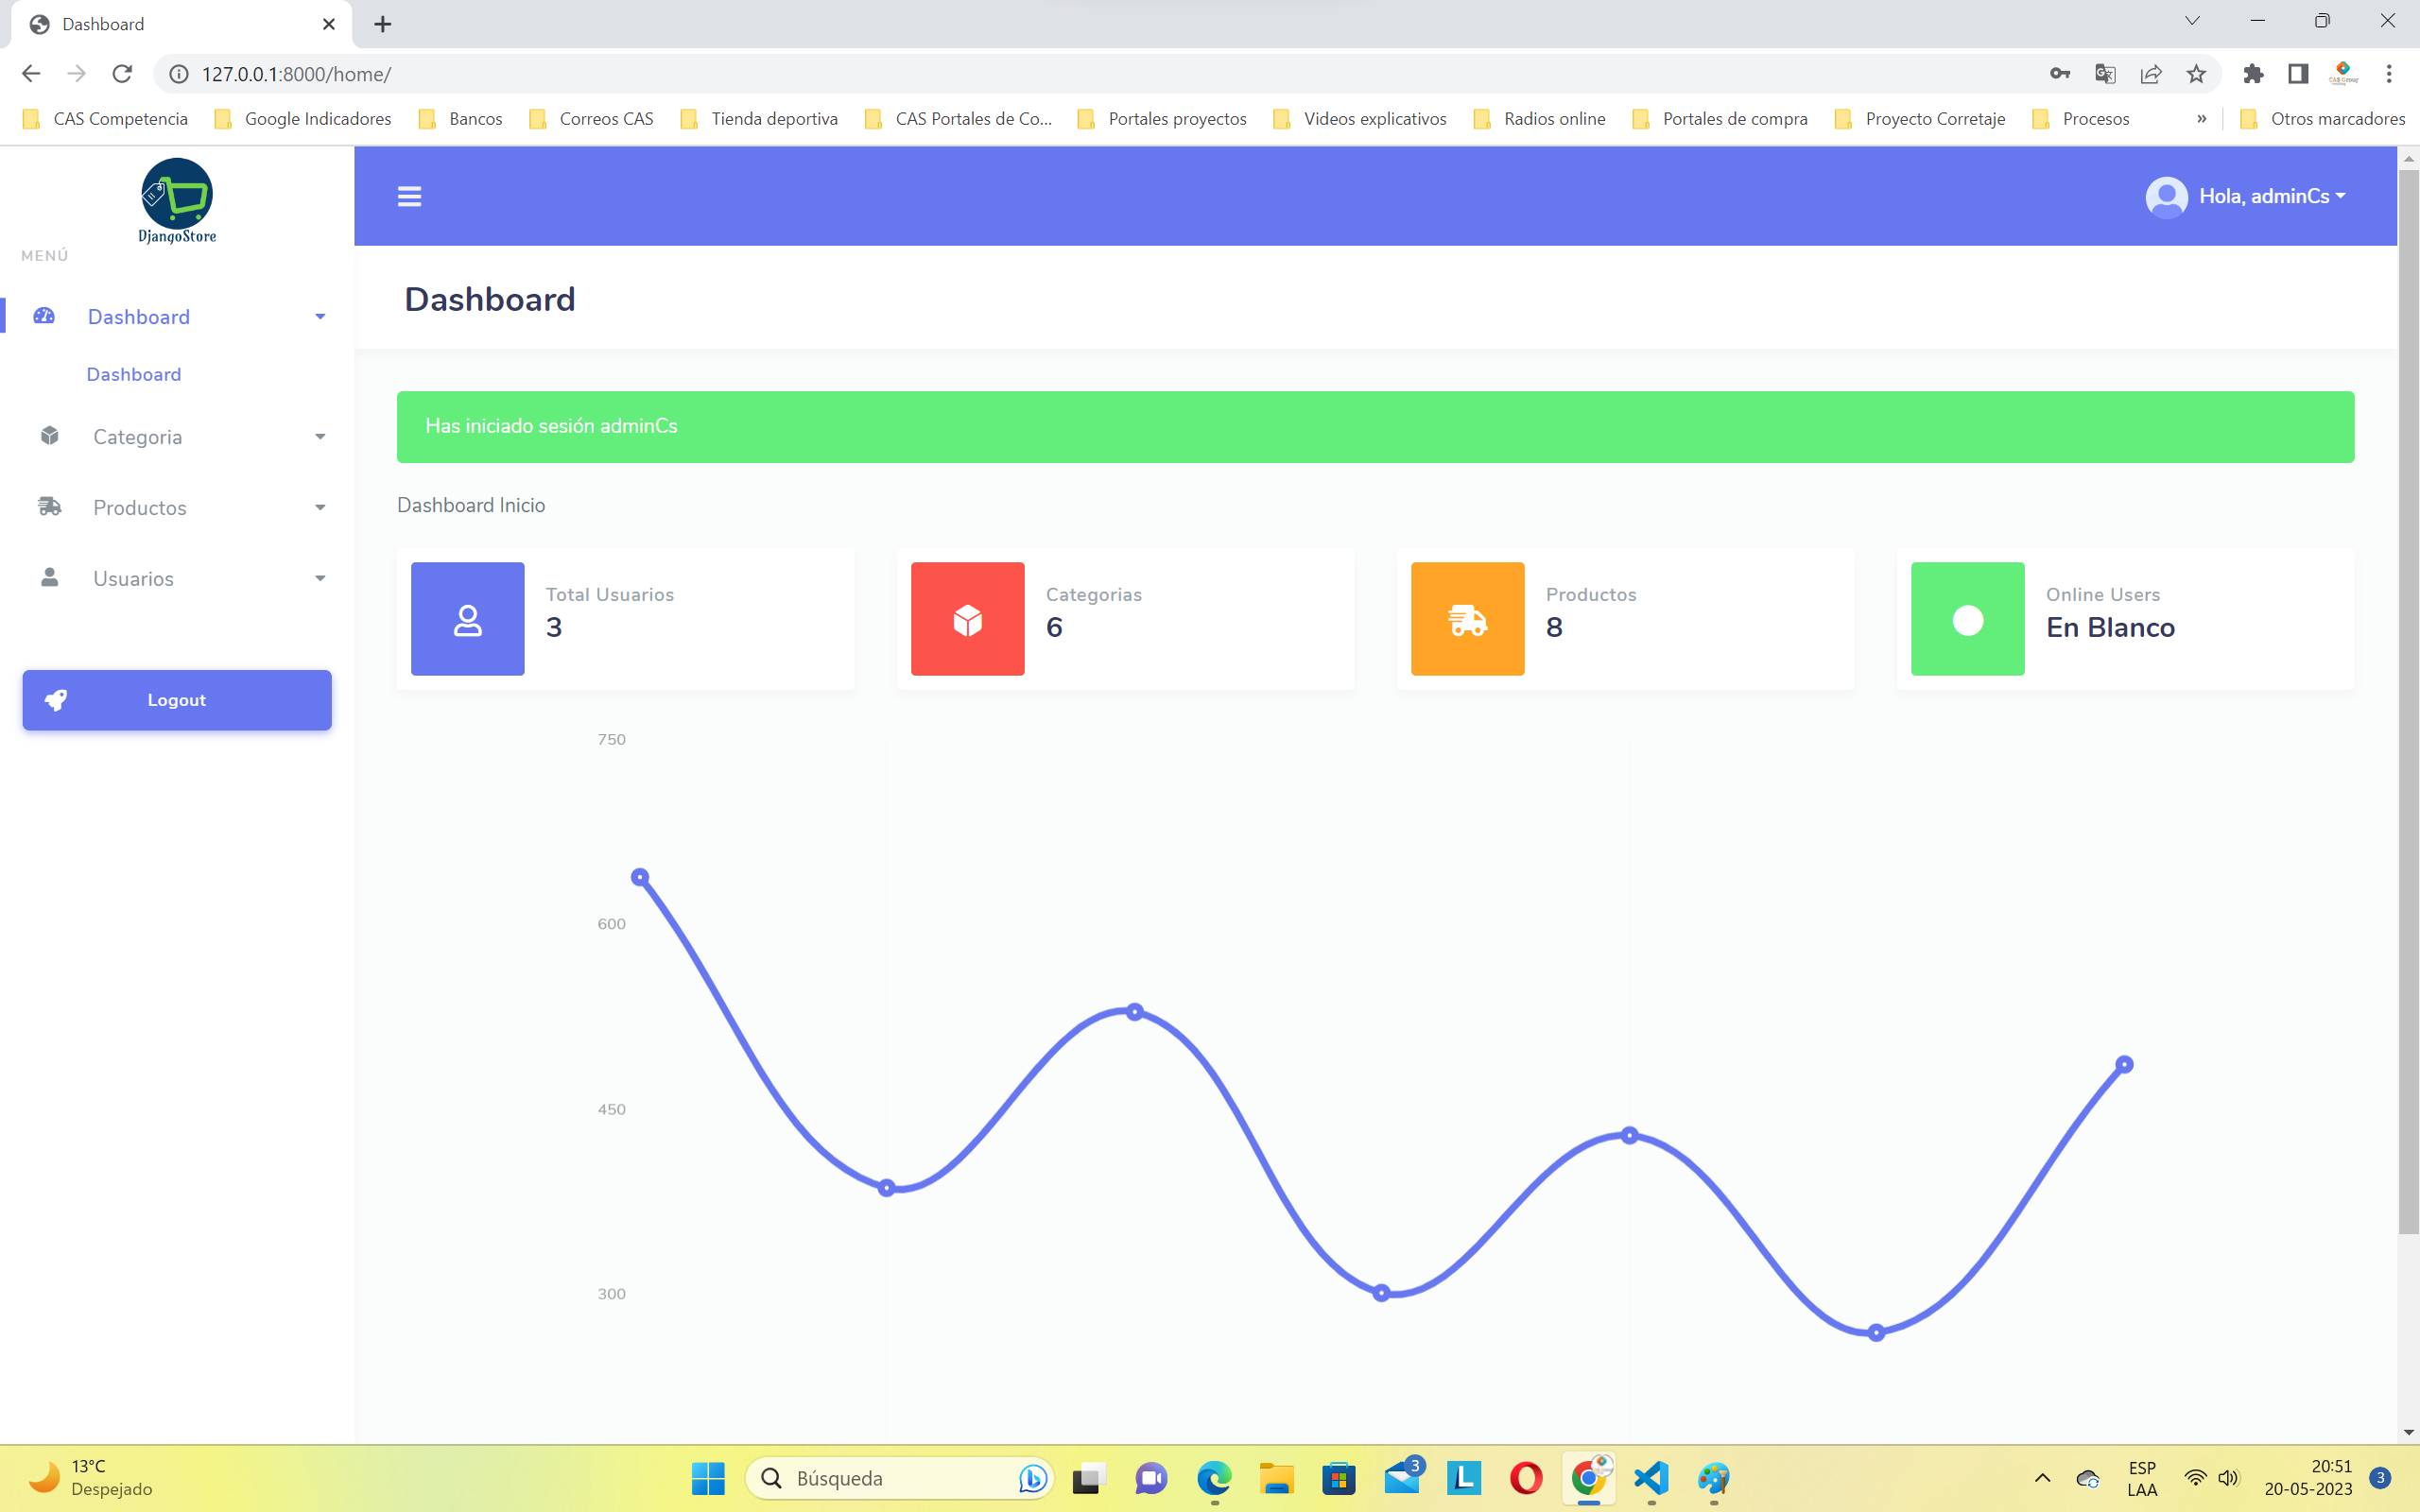 Dashboard
127.0.0.1:8000/home/
CAS Competencia
Google Indicadores
Bancos
Correos CAS
Tienda deportiva
CAS Portales de Co...
Portales proyectos
Videos explicativos
Radios online
Portales de compra
Proyecto Corretaje
Procesos
»
Otros marcadores
DjangoStore
MENÚ
Dashboard
Dashboard
Categoria
Productos
Usuarios
Logout
Hola, adminCs
Dashboard
Has iniciado sesión adminCs
Dashboard Inicio
Total Usuarios
3
Categorias
6
Productos
8
Online Users
En Blanco
750
600
450
300
13°C
Despejado
Búsqueda
3
ESP
LAA
20:51
20-05-2023
3